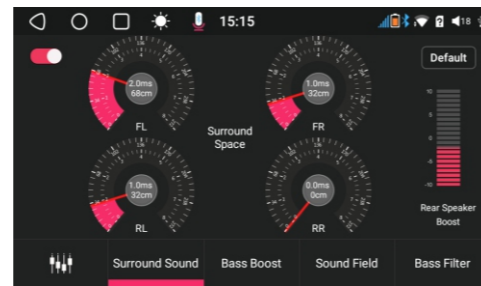 15:15
18
Default
2.0ms
68cm
FL
1.0ms
32cm
FR
Surround
Space
1.0ms
32cm
RL
0.0ms
0cm
RR
10
5
0
-10
Rear Speaker
Boost
Surround Sound
Bass Boost
Sound Field
Bass Filter